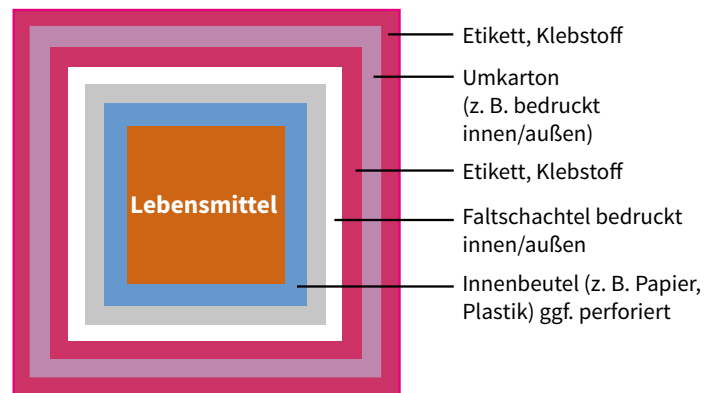 Etikett, Klebstoff
Umkarton
(z. B. bedruckt
innen/außen)
Etikett, Klebstoff
Lebensmittel
Faltschachtel bedruckt
innen/außen
Innenbeutel (z. B. Papier,
Plastik) ggf. perforiert